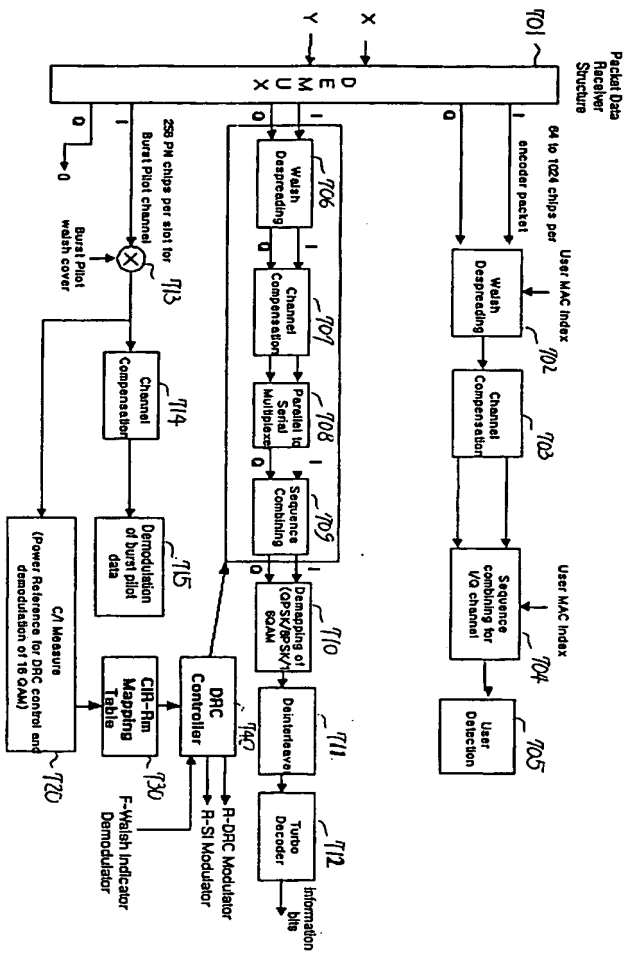 Packet Data
Receiver
Structure
701
X
Y
DEMUX
I
Q
64 to 1024 chips per
encoder packet
User MAC Index
Walsh
Despreading
702
Channel
Compensation
703
User MAC Index
Sequence
combining for
I/Q channel
704
User
Detection
705
I
Q
Walsh
Despreading
706
I
Q
Channel
Compensation
707
Parallel to
Serial
Multiplexer
708
I
Q
Sequence
Combining
709
I
Q
Demapping of
(QPSK/8PSK/1
6QAM)
710
Deinterleaver
711
Turbo
Decoder
712
Information
bits
I
Q
0
256 PN chips per slot for
Burst Pilot channel
Burst Pilot
walsh cover
X
713
Channel
Compensation
714
Demodulation
of burst pilot
data
715
C/I Measure
(Power Reference for DRC control and
demodulation of 16 QAM)
720
CIR-Rm
Mapping
Table
730
DRC
Controller
740
R-DRC Modulator
R-SI Modulator
F-Walsh Indicator
Demodulator